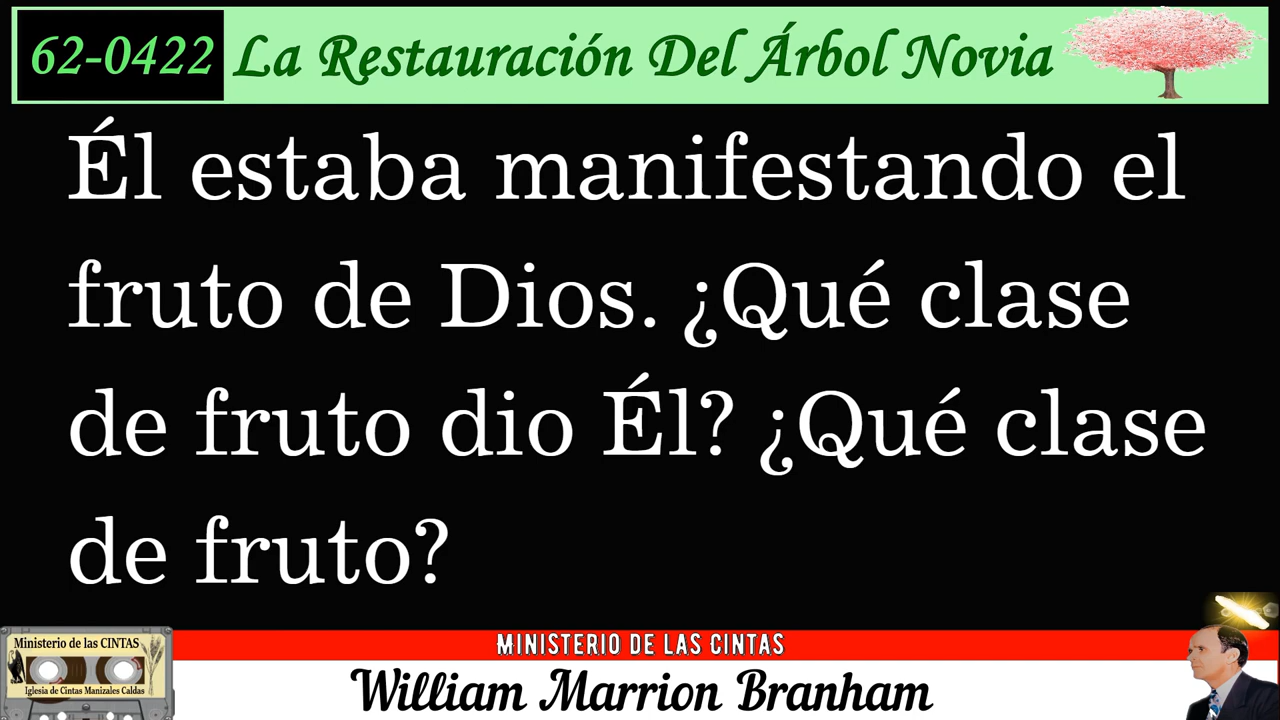 62-0422 La Restauración Del Árbol Novia
Él estaba manifestando el
fruto de Dios. ¿Qué clase
de fruto dio Él? ¿Qué clase
de fruto?
MINISTERIO DE LAS CINTAS
Ministerio de las CINTAS
Iglesia de Cintas Manizales Caldas
William Marrion Branham